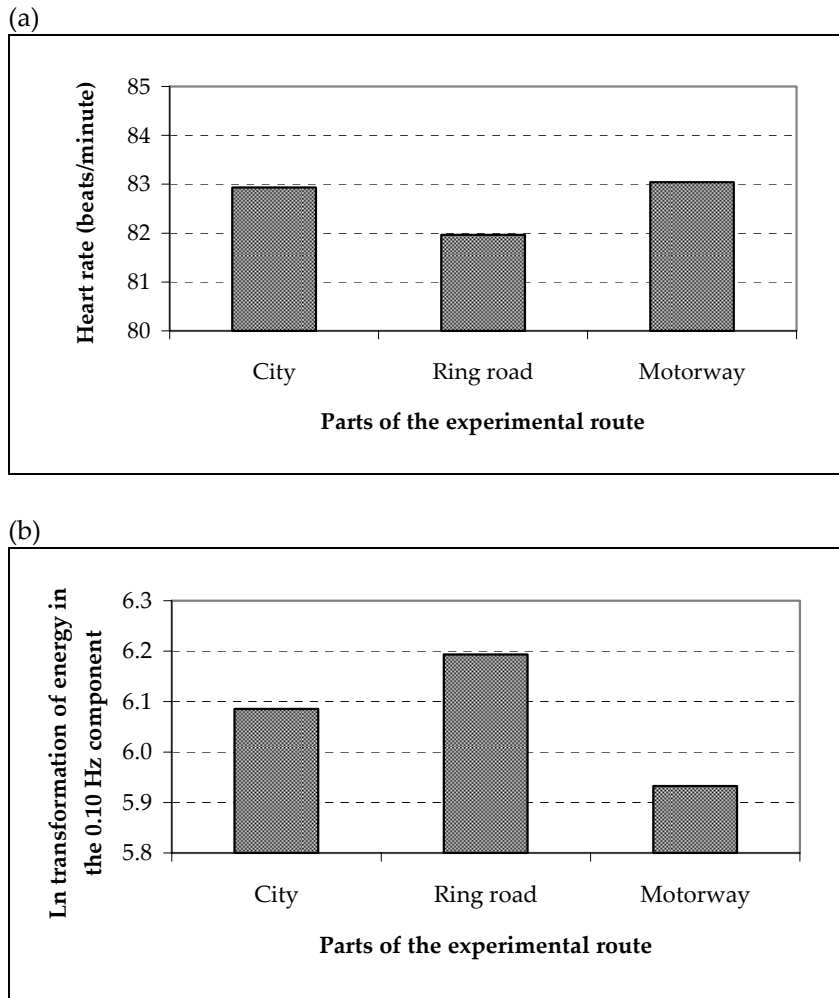 (a)
Heart rate (beats/minute)
85
84
83
82
81
80
City Ring road Motorway
Parts of the experimental route
(b)
Ln transformation of energy in
the 0.10 Hz component
6.3
6.2
6.1
6.0
5.9
5.8
City Ring road Motorway
Parts of the experimental route